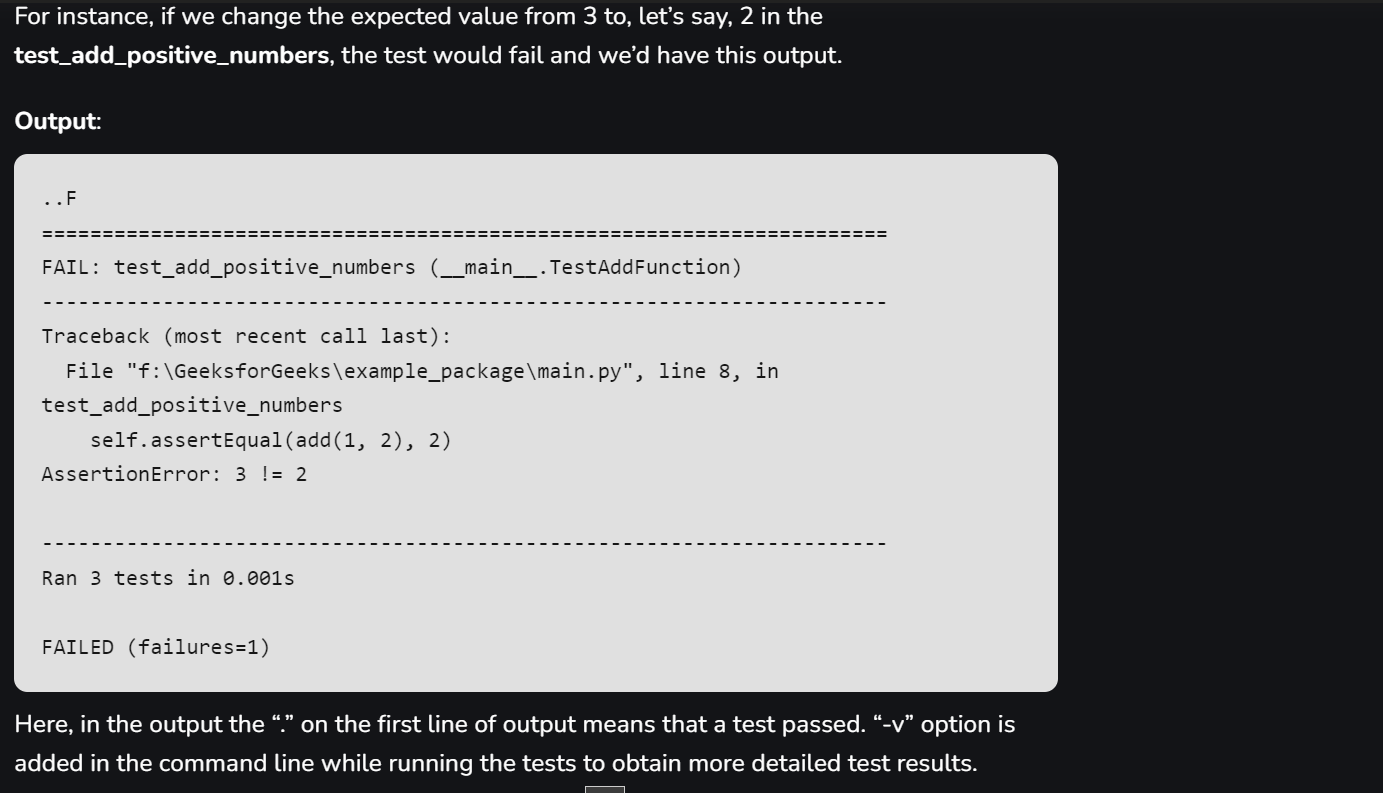 For instance, if we change the expected value from 3 to, let’s say, 2 in the
test_add_positive_numbers, the test would fail and we’d have this output.
Output:
..F
======================================================================
FAIL: test_add_positive_numbers (__main__.TestAddFunction)
----------------------------------------------------------------------
Traceback (most recent call last):
  File "f:\GeeksforGeeks\example_package\main.py", line 8, in
test_add_positive_numbers
    self.assertEqual(add(1, 2), 2)
AssertionError: 3 != 2
----------------------------------------------------------------------
Ran 3 tests in 0.001s
FAILED (failures=1)
Here, in the output the “.” on the first line of output means that a test passed. “-v” option is
added in the command line while running the tests to obtain more detailed test results.